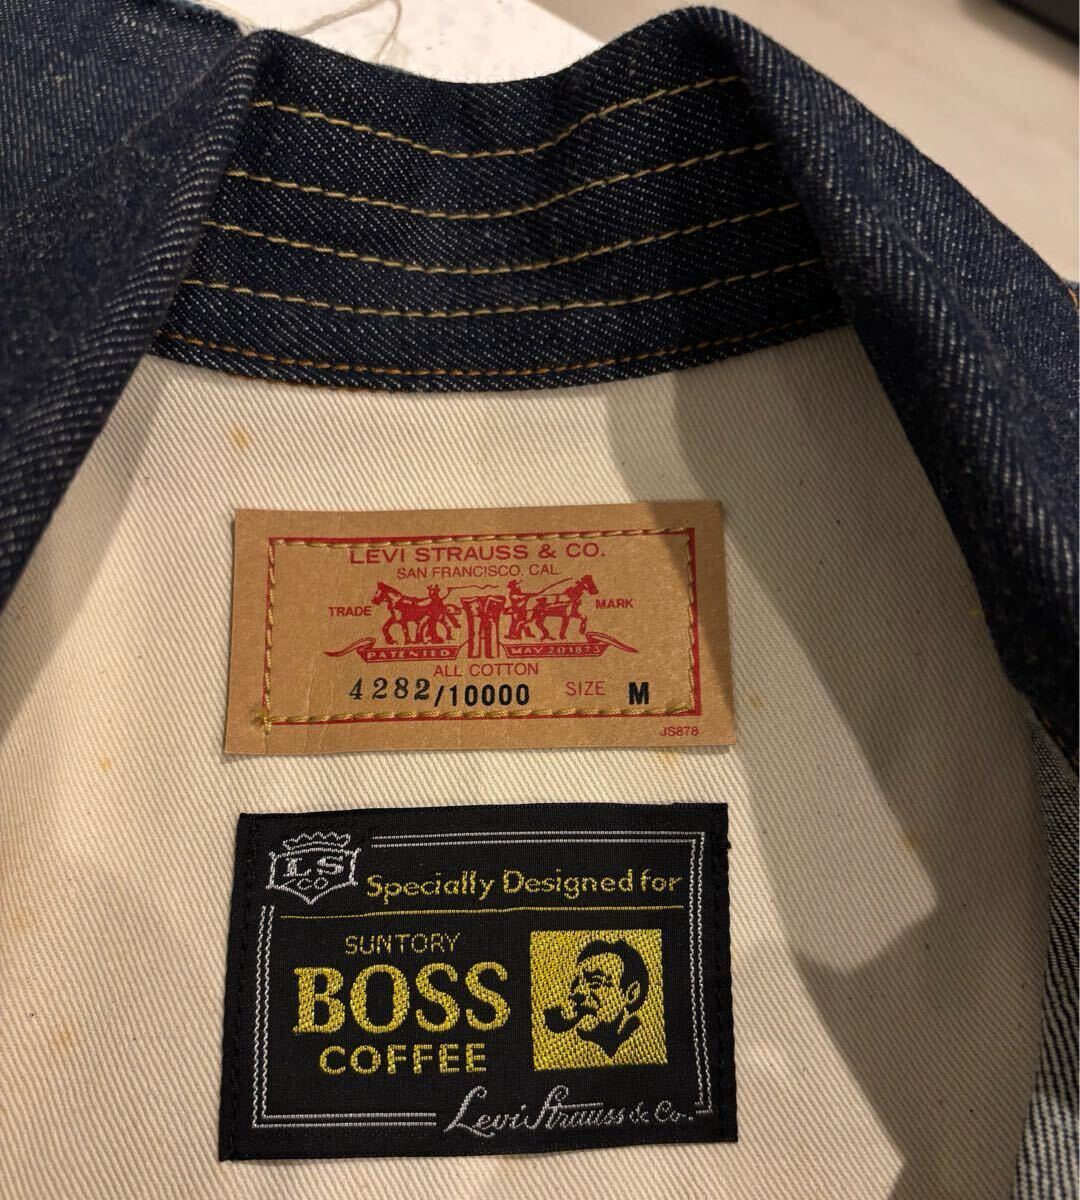 LEVI STRAUSS & CO.
SAN FRANCISCO, CAL.
TRADE MARK
PATENTED MAY 20 1873
ALL COTTON
4282/10000 SIZE M
JS878
LS
CO
Specially Designed for
SUNTORY
BOSS
COFFEE
Levi Strauss & Co.